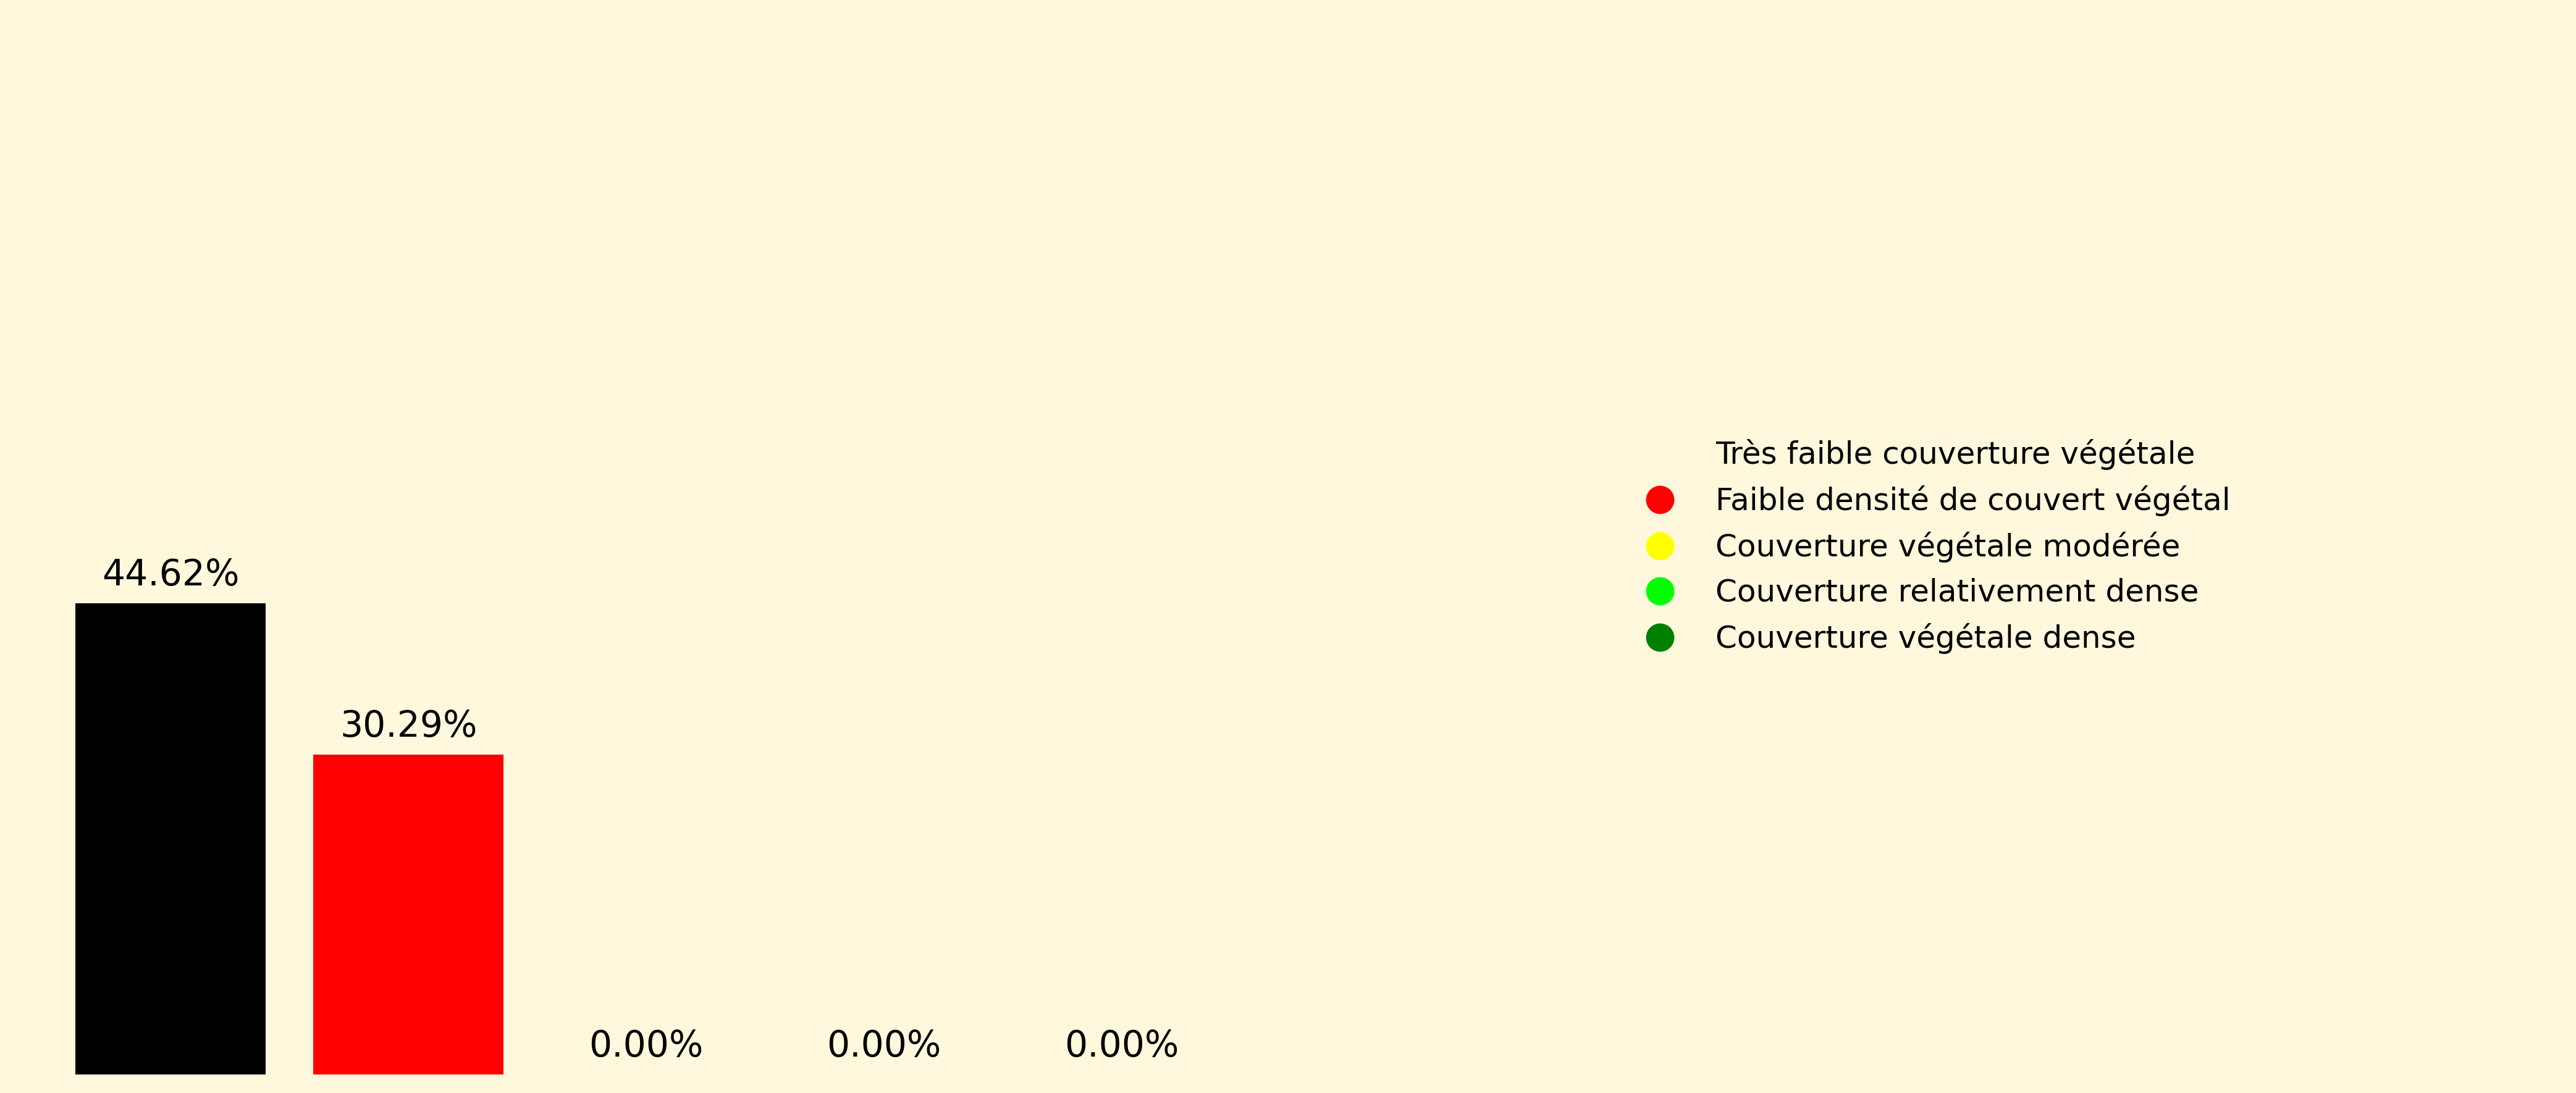 44.62%
30.29%
0.00%
0.00%
0.00%
Très faible couverture végétale
Faible densité de couvert végétal
Couverture végétale modérée
Couverture relativement dense
Couverture végétale dense